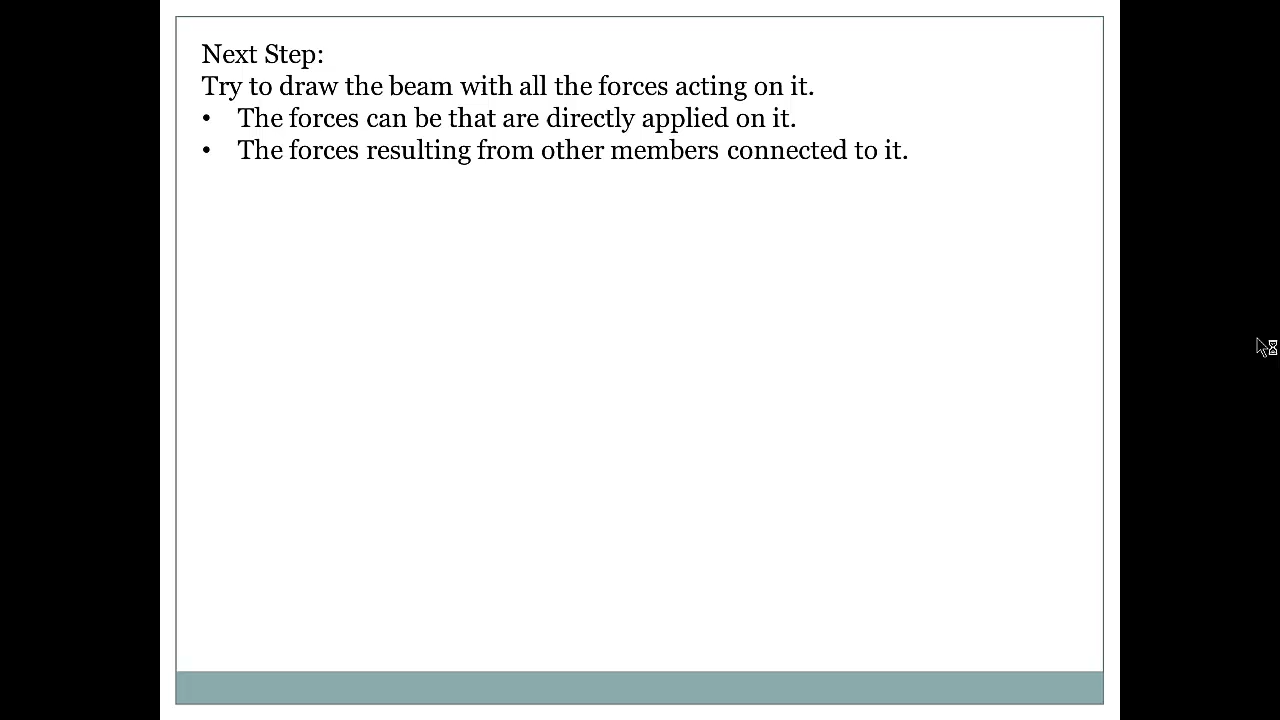 Next Step:
Try to draw the beam with all the forces acting on it.
• The forces can be that are directly applied on it.
• The forces resulting from other members connected to it.